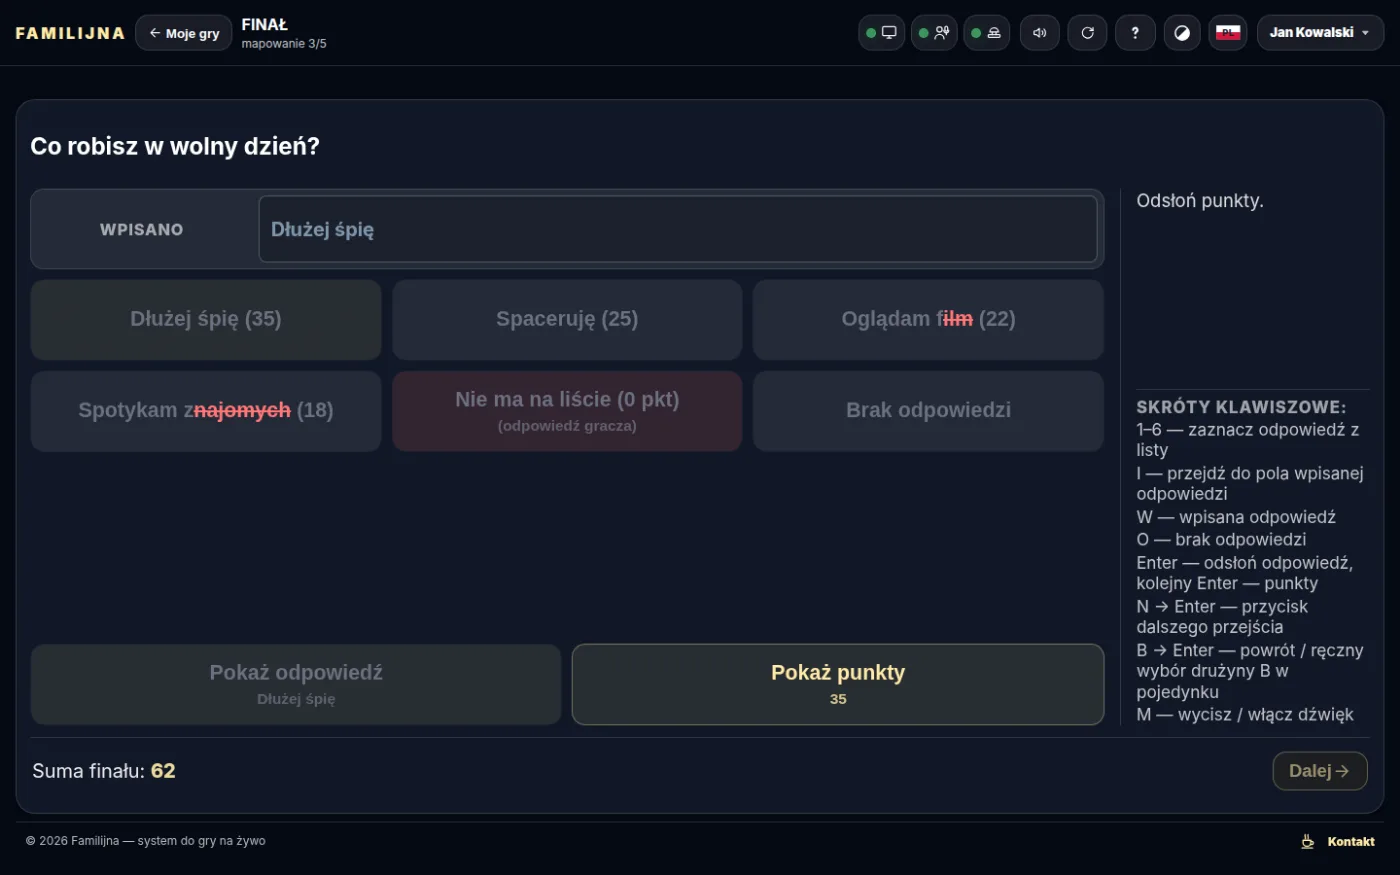 FAMILIJNA
← Moje gry
FINAŁ
mapowanie 3/5
?
PL
Jan Kowalski
Co robisz w wolny dzień?
WPISANO
Dłużej śpię
Dłużej śpię (35)
Spaceruję (25)
Oglądam film (22)
Spotykam znajomych (18)
Nie ma na liście (0 pkt)
(odpowiedź gracza)
Brak odpowiedzi
Pokaż odpowiedź
Dłużej śpię
Pokaż punkty
35
Odsłoń punkty.
SKRÓTY KLAWISZOWE:
1–6 — zaznacz odpowiedź z
listy
I — przejdź do pola wpisanej
odpowiedzi
W — wpisana odpowiedź
O — brak odpowiedzi
Enter — odsłoń odpowiedź,
kolejny Enter — punkty
N → Enter — przycisk
dalszego przejścia
B → Enter — powrót / ręczny
wybór drużyny B w
pojedynku
M — wycisz / włącz dźwięk
Suma finału: 62
Dalej →
© 2026 Familijna — system do gry na żywo
Kontakt